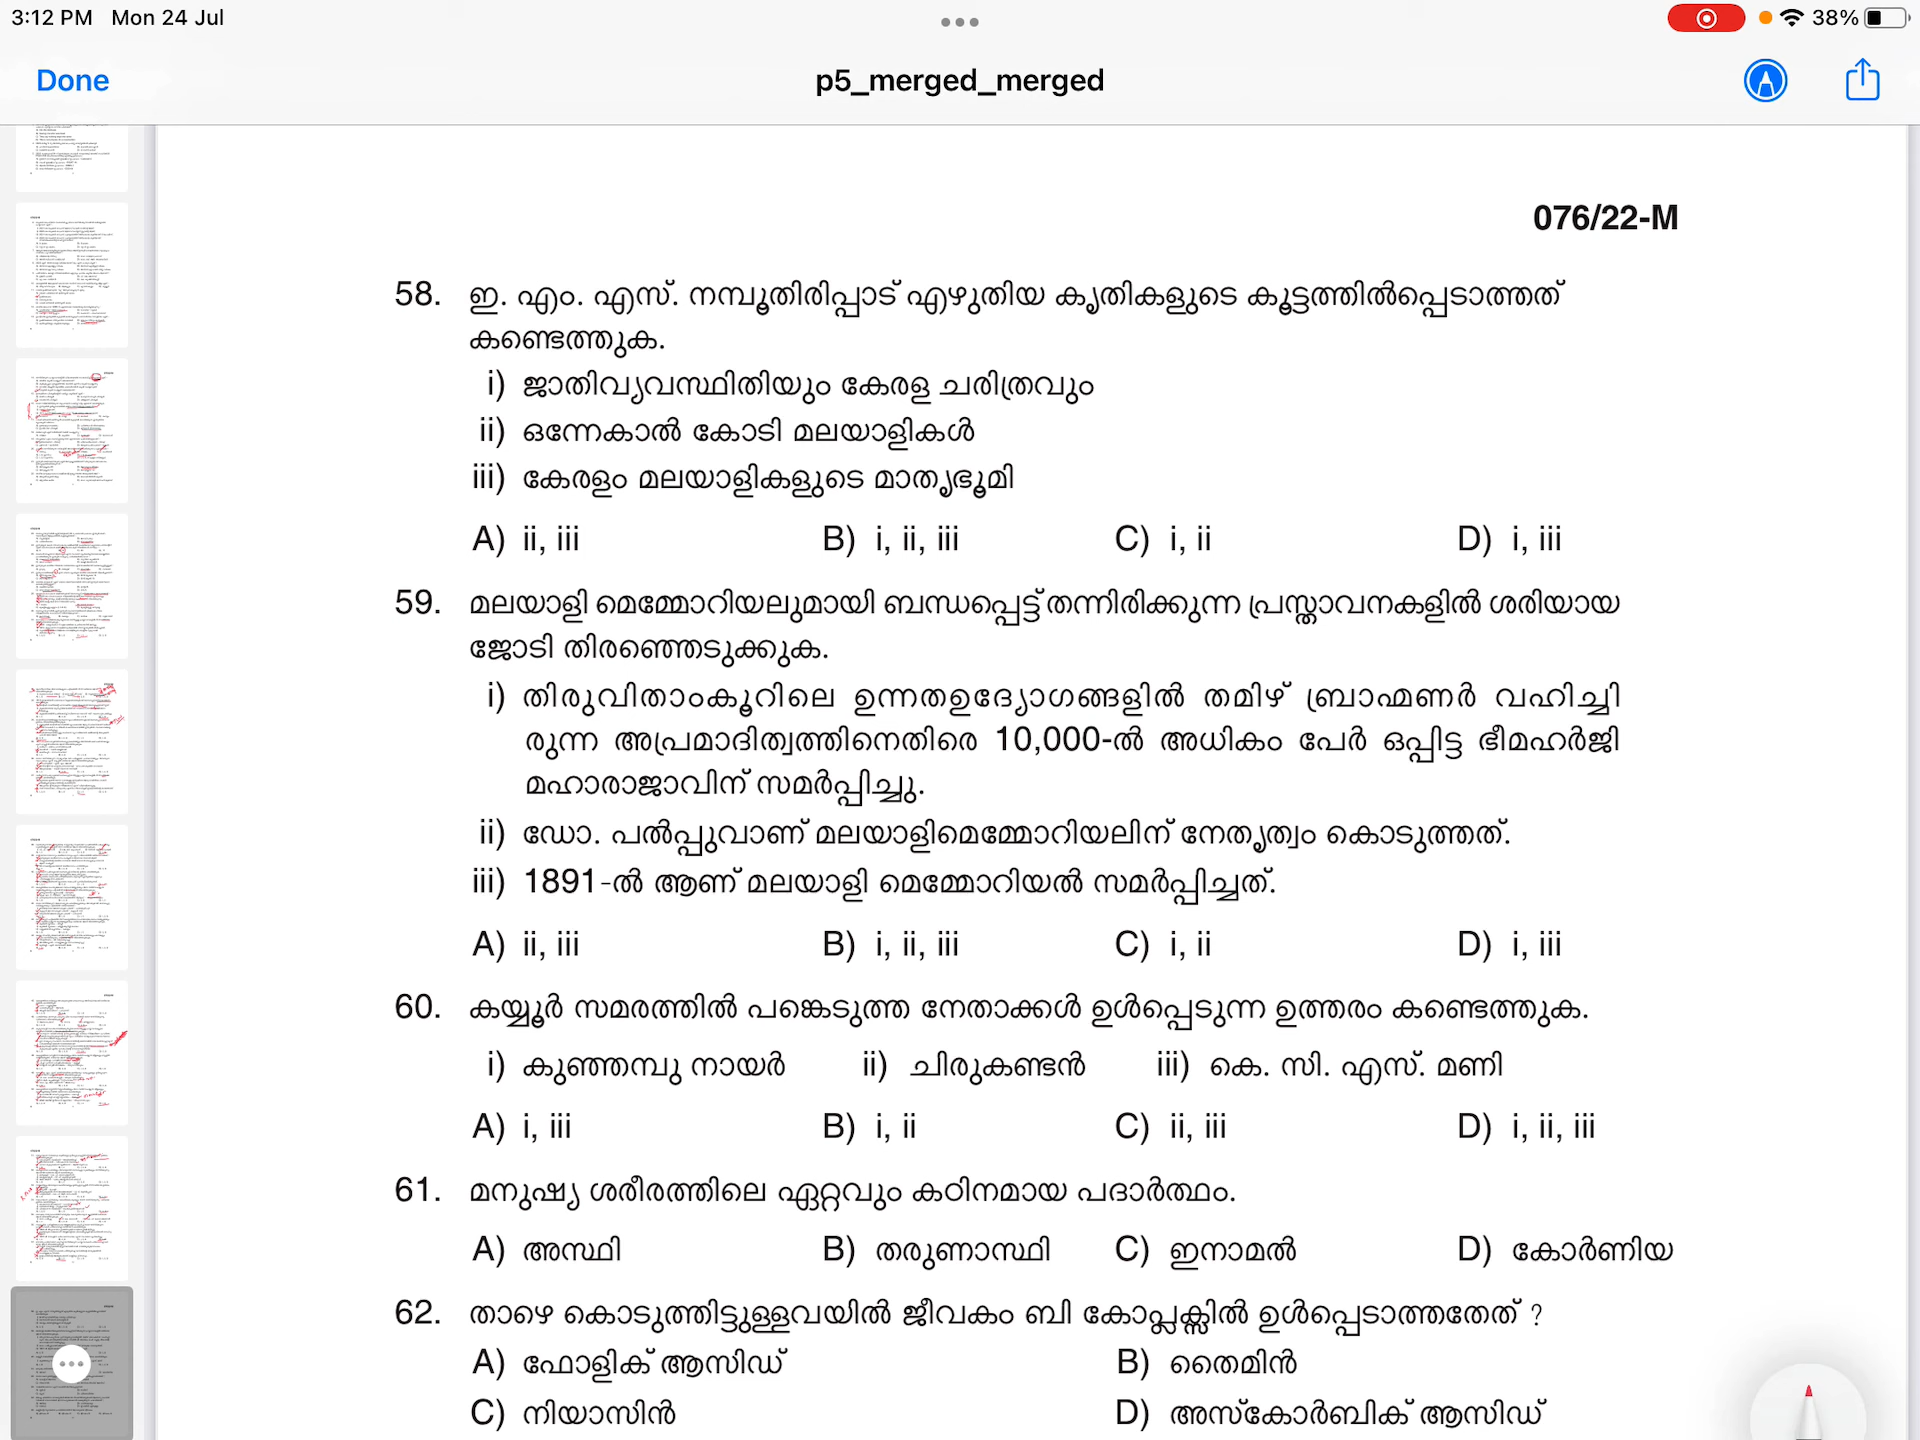 3:12 PM Mon 24 Jul
38%
Done
p5_merged_merged
076/22-M
58. ഇ. എം. എസ്. നമ്പൂതിരിപ്പാട് എഴുതിയ കൃതികളുടെ കൂട്ടത്തിൽപ്പെടാത്തത്
കണ്ടെത്തുക.
i) ജാതിവ്യവസ്ഥിതിയും കേരള ചരിത്രവും
ii) ഒന്നേകാൽ കോടി മലയാളികൾ
iii) കേരളം മലയാളികളുടെ മാതൃഭൂമി
A) ii, iii B) i, ii, iii C) i, ii D) i, iii
59. മലയാളി മെമ്മോറിയലുമായി ബന്ധപ്പെട്ട് തന്നിരിക്കുന്ന പ്രസ്താവനകളിൽ ശരിയായ
ജോടി തിരഞ്ഞെടുക്കുക.
i) തിരുവിതാംകൂറിലെ ഉന്നതഉദ്യോഗങ്ങളിൽ തമിഴ് ബ്രാഹ്മണർ വഹിച്ചി
രുന്ന അപ്രമാദിത്വത്തിനെതിരെ 10,000-ൽ അധികം പേർ ഒപ്പിട്ട ഭീമഹർജി
മഹാരാജാവിന് സമർപ്പിച്ചു.
ii) ഡോ. പൽപ്പുവാണ് മലയാളിമെമ്മോറിയലിന് നേതൃത്വം കൊടുത്തത്.
iii) 1891-ൽ ആണ് മലയാളി മെമ്മോറിയൽ സമർപ്പിച്ചത്.
A) ii, iii B) i, ii, iii C) i, ii D) i, iii
60. കയ്യൂർ സമരത്തിൽ പങ്കെടുത്ത നേതാക്കൾ ഉൾപ്പെടുന്ന ഉത്തരം കണ്ടെത്തുക.
i) കുഞ്ഞമ്പു നായർ ii) ചിരുകണ്ടൻ iii) കെ. സി. എസ്. മണി
A) i, iii B) i, ii C) ii, iii D) i, ii, iii
61. മനുഷ്യ ശരീരത്തിലെ ഏറ്റവും കഠിനമായ പദാർത്ഥം.
A) അസ്ഥി B) തരുണാസ്ഥി C) ഇനാമൽ D) കോർണിയ
62. താഴെ കൊടുത്തിട്ടുള്ളവയിൽ ജീവകം ബി കോപ്ലക്സിൽ ഉൾപ്പെടാത്തതേത് ?
A) ഫോളിക് ആസിഡ് B) തൈമിൻ
C) നിയാസിൻ D) അസ്കോർബിക് ആസിഡ്